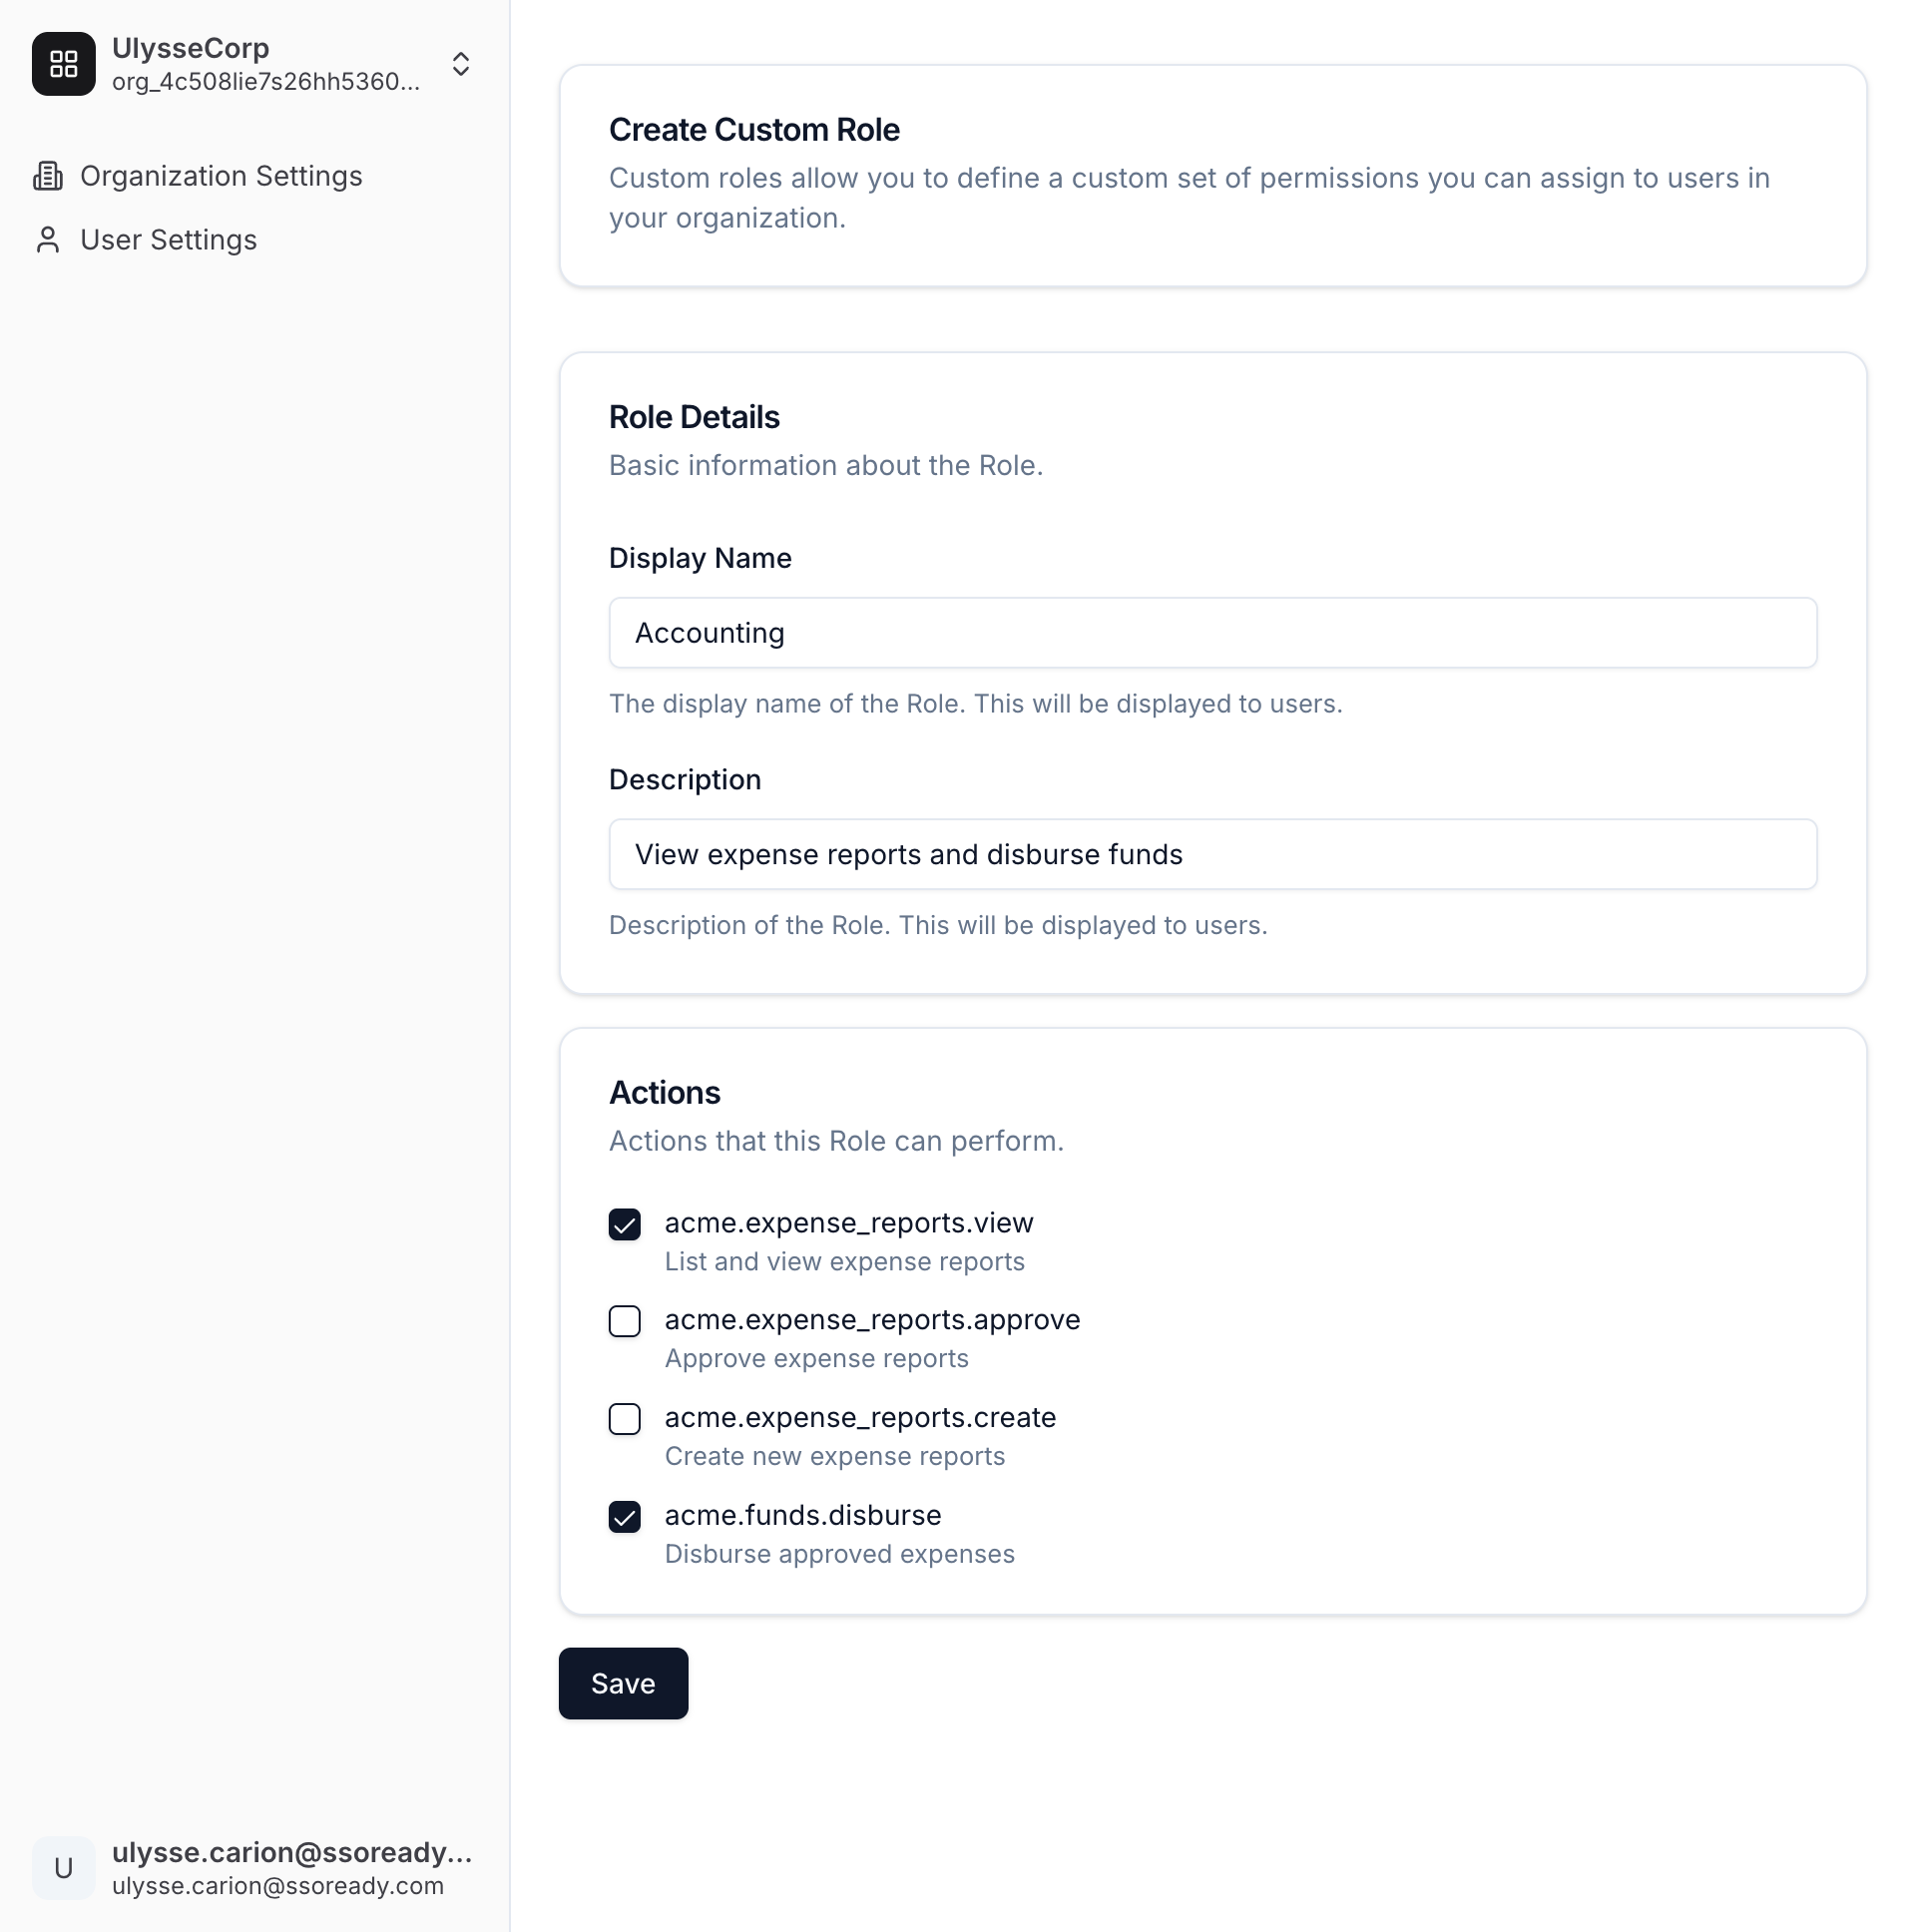 UlysseCorp
org_4c508lie7s26hh5360...
Organization Settings
User Settings
Create Custom Role
Custom roles allow you to define a custom set of permissions you can assign to users in
your organization.
Role Details
Basic information about the Role.
Display Name
Accounting
The display name of the Role. This will be displayed to users.
Description
View expense reports and disburse funds
Description of the Role. This will be displayed to users.
Actions
Actions that this Role can perform.
acme.expense_reports.view
List and view expense reports
acme.expense_reports.approve
Approve expense reports
acme.expense_reports.create
Create new expense reports
acme.funds.disburse
Disburse approved expenses
Save
U
ulysse.carion@ssoready...
ulysse.carion@ssoready.com